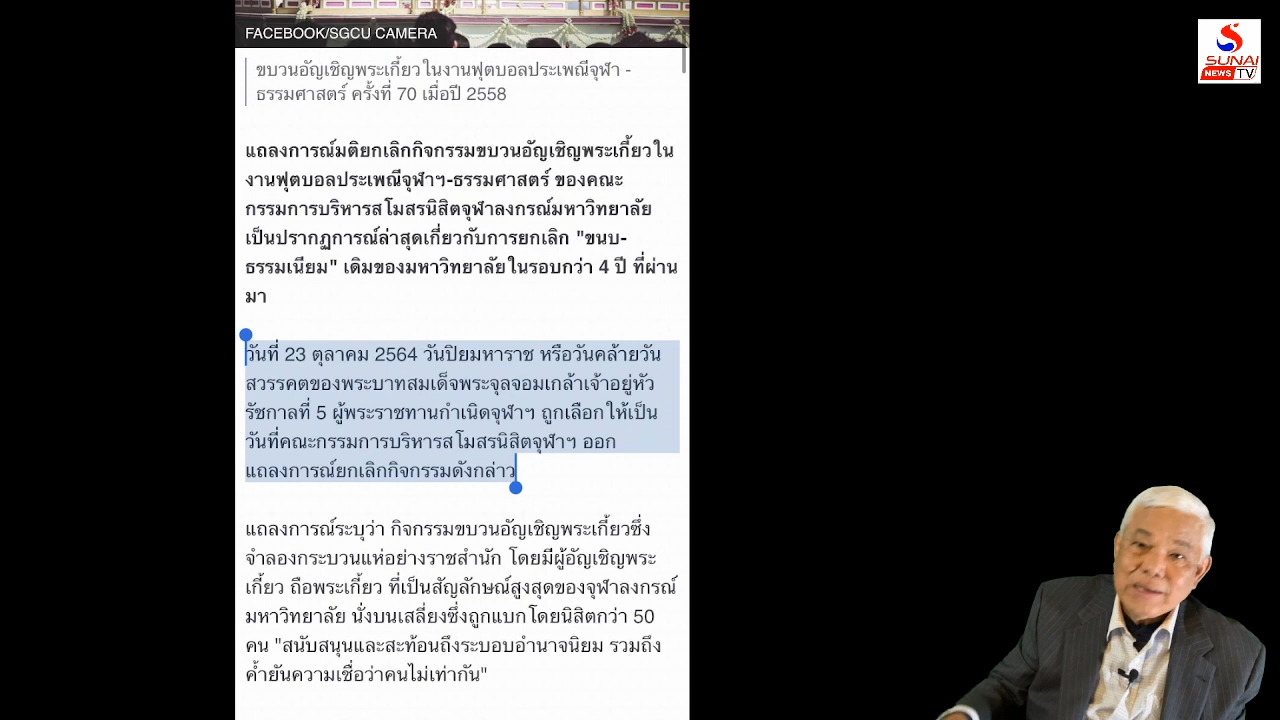 FACEBOOK/SGCU CAMERA
SUNAI
NEWS TV
ขบวนอัญเชิญพระเกี้ยวในงานฟุตบอลประเพณีจุฬา -
ธรรมศาสตร์ ครั้งที่ 70 เมื่อปี 2558
แถลงการณ์มติยกเลิกกิจกรรมขบวนอัญเชิญพระเกี้ยวใน
งานฟุตบอลประเพณีจุฬาฯ-ธรรมศาสตร์ ของคณะ
กรรมการบริหารสโมสรนิสิตจุฬาลงกรณ์มหาวิทยาลัย
เป็นปรากฏการณ์ล่าสุดเกี่ยวกับการยกเลิก "ขนบ-
ธรรมเนียม" เดิมของมหาวิทยาลัยในรอบกว่า 4 ปี ที่ผ่าน
มา
วันที่ 23 ตุลาคม 2564 วันปิยมหาราช หรือวันคล้ายวัน
สวรรคตของพระบาทสมเด็จพระจุลจอมเกล้าเจ้าอยู่หัว
รัชกาลที่ 5 ผู้พระราชทานกำเนิดจุฬาฯ ถูกเลือกให้เป็น
วันที่คณะกรรมการบริหารสโมสรนิสิตจุฬาฯ ออก
แถลงการณ์ยกเลิกกิจกรรมดังกล่าว
แถลงการณ์ระบุว่า กิจกรรมขบวนอัญเชิญพระเกี้ยวซึ่ง
จำลองกระบวนแห่อย่างราชสำนัก โดยมีผู้อัญเชิญพระ
เกี้ยว ถือพระเกี้ยว ที่เป็นสัญลักษณ์สูงสุดของจุฬาลงกรณ์
มหาวิทยาลัย นั่งบนเสลี่ยงซึ่งถูกแบกโดยนิสิตกว่า 50
คน "สนับสนุนและสะท้อนถึงระบอบอำนาจนิยม รวมถึง
ค้ำยันความเชื่อว่าคนไม่เท่ากัน"